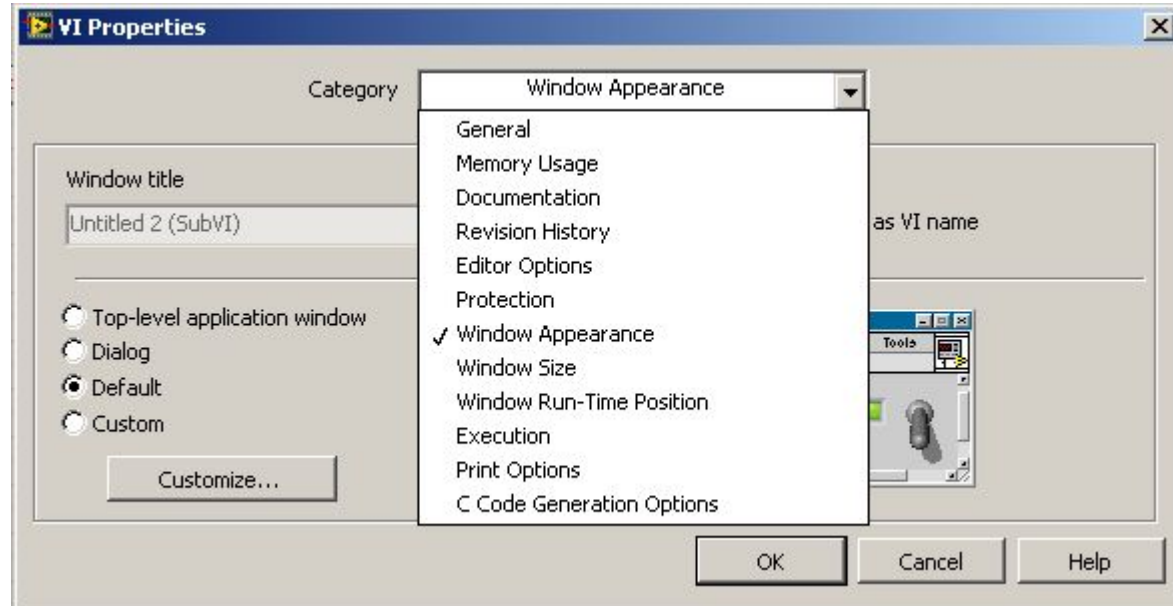 VI Properties
Category Window Appearance
General
Memory Usage
Documentation
Revision History
Editor Options
Protection
Window Appearance
Window Size
Window Run-Time Position
Execution
Print Options
C Code Generation Options
Window title
Untitled 2 (SubVI)
as VI name
Top-level application window
Dialog
Default
Custom
Customize...
Tools
1
OK Cancel Help